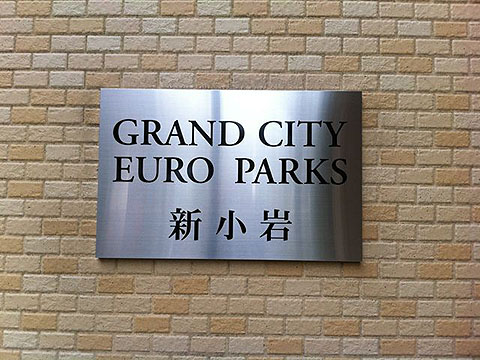 GRAND CITY
EURO PARKS
新小岩